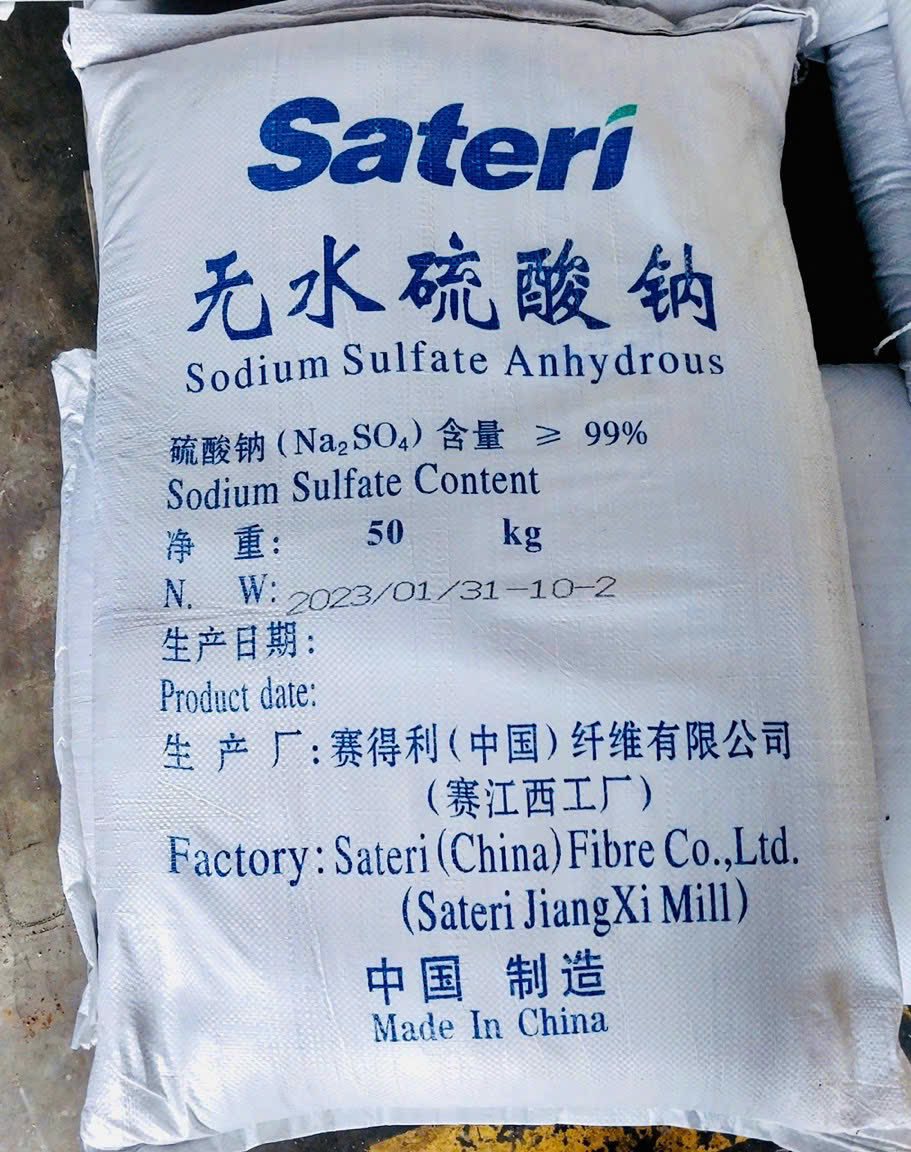 Sateri
无水硫酸钠
Sodium Sulfate Anhydrous
硫酸钠(Na₂SO₄)含量 ≥ 99%
Sodium Sulfate Content
净 重: 50 kg
N. W: 2023/01/31-10-2
生产日期:
Product date:
生 产 厂:赛得利(中国)纤维有限公司
(赛江西工厂)
Factory: Sateri (China) Fibre Co.,Ltd.
(Sateri JiangXi Mill)
中国 制造
Made In China